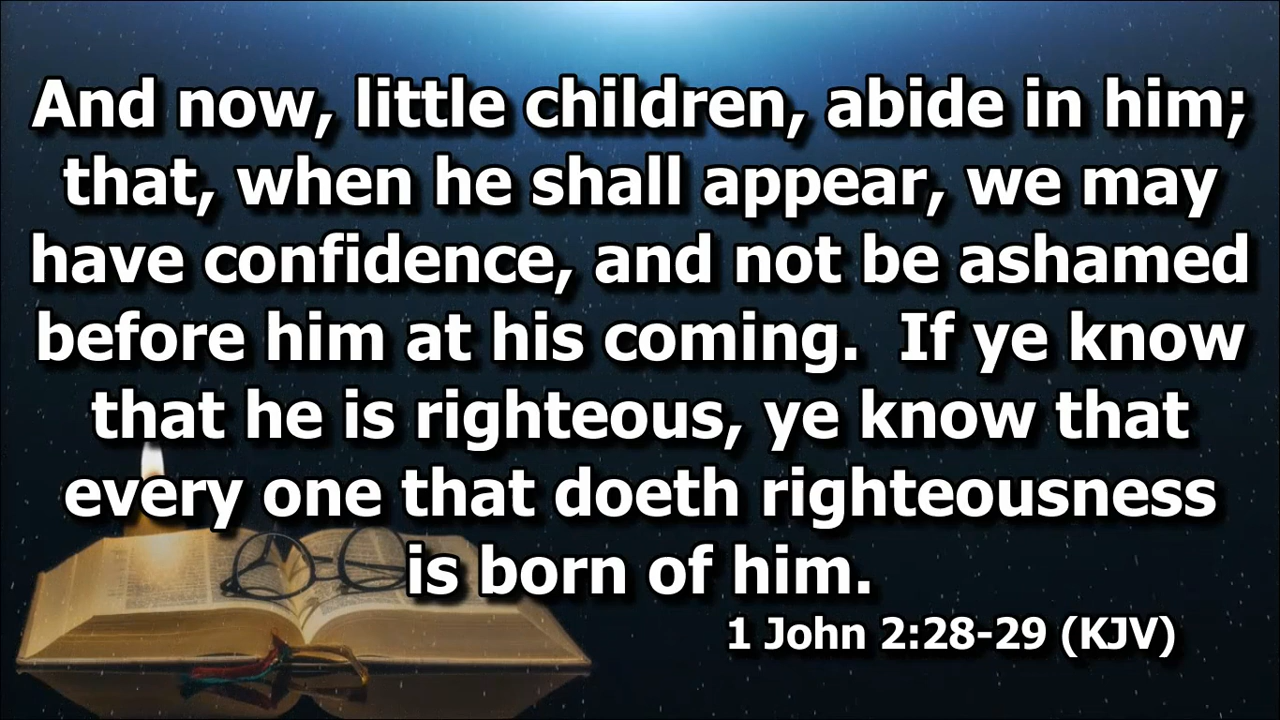 And now, little children, abide in him;
that, when he shall appear, we may
have confidence, and not be ashamed
before him at his coming.  If ye know
that he is righteous, ye know that
every one that doeth righteousness
is born of him.
1 John 2:28-29 (KJV)